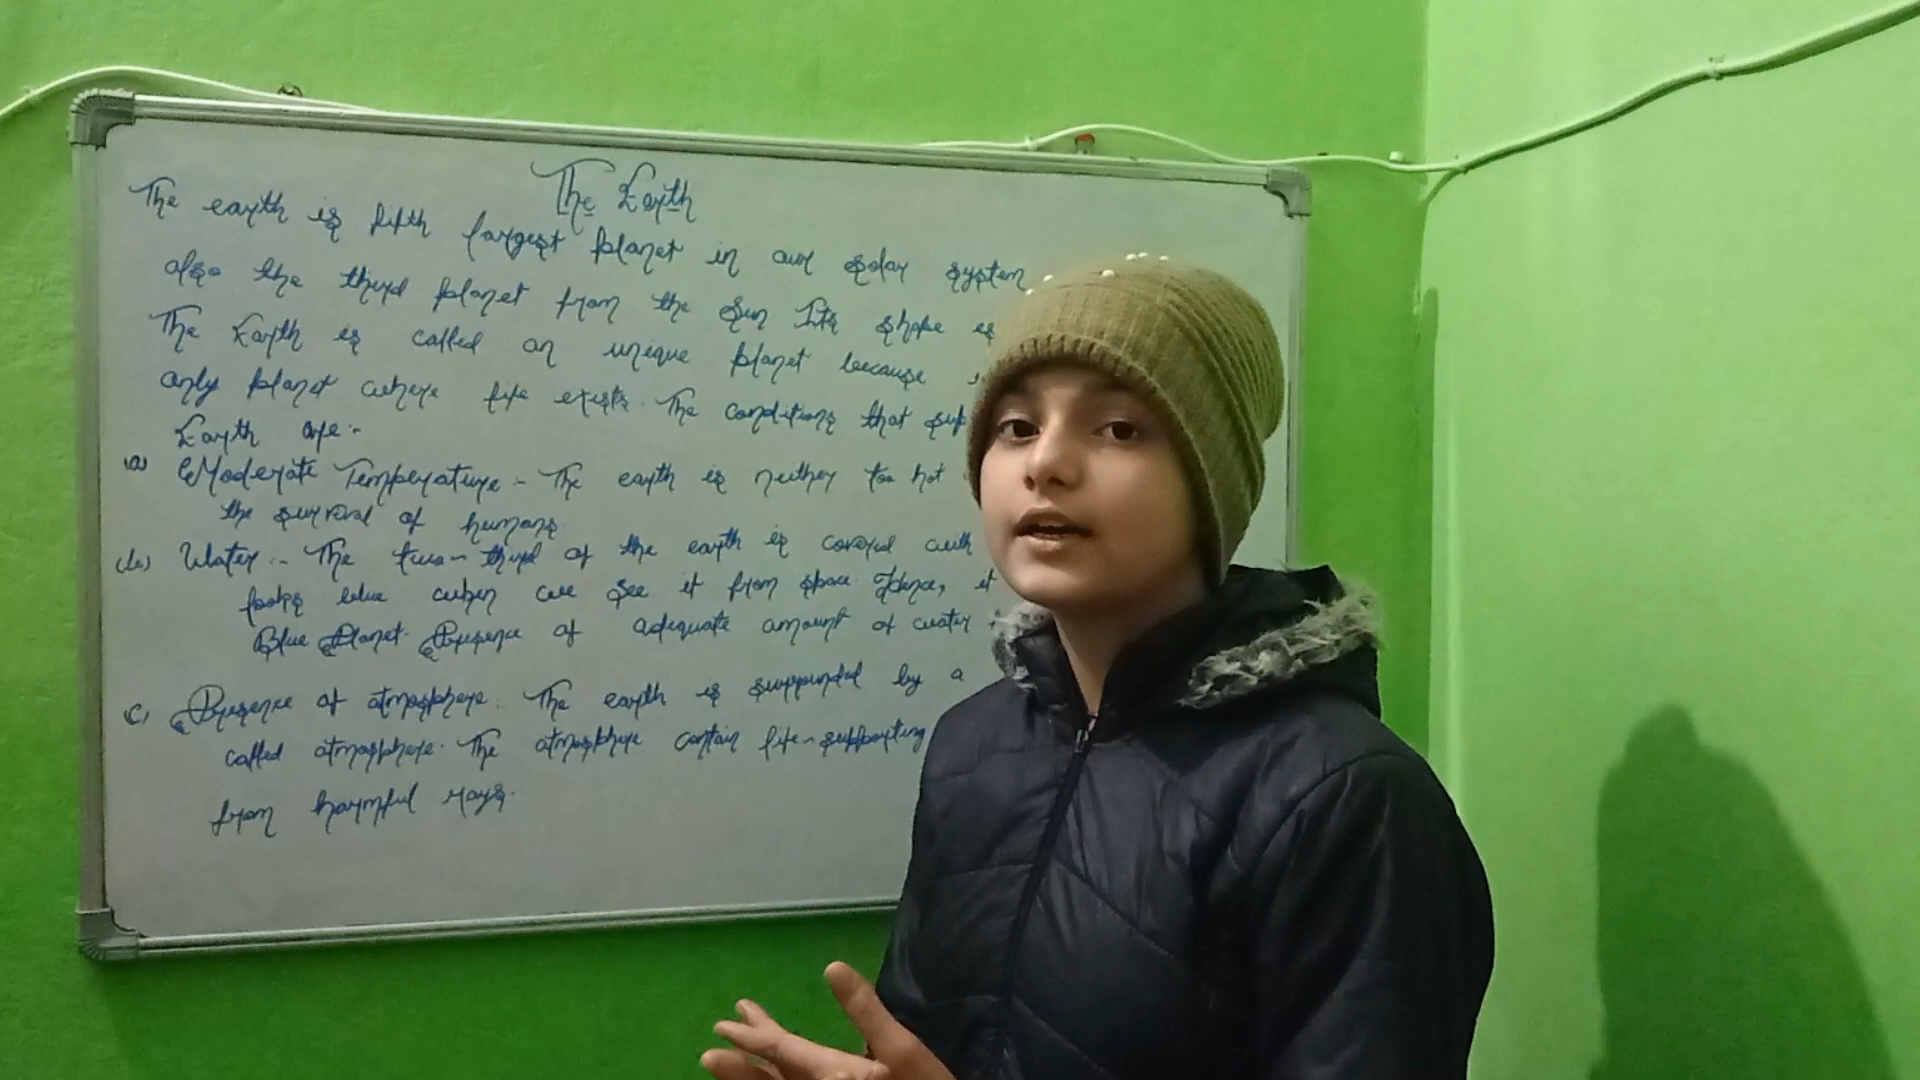 The Earth
The earth is fifth largest planet in our solar system
also the third planet from the Sun Its shape is
The Earth is called an unique planet because
only planet where life exists. The conditions that sup
Earth are:-
(a) Moderate Temperature - The earth is neither too hot
the survival of humans.
(b) Water :- The two-third of the earth is covered with
looks blue when we see it from space. Hence, it
Blue Planet. Presence of adequate amount of water
(c) Presence of atmosphere. The earth is surrounded by a
called atmosphere. The atmosphere contain life-supporting
from harmful rays.